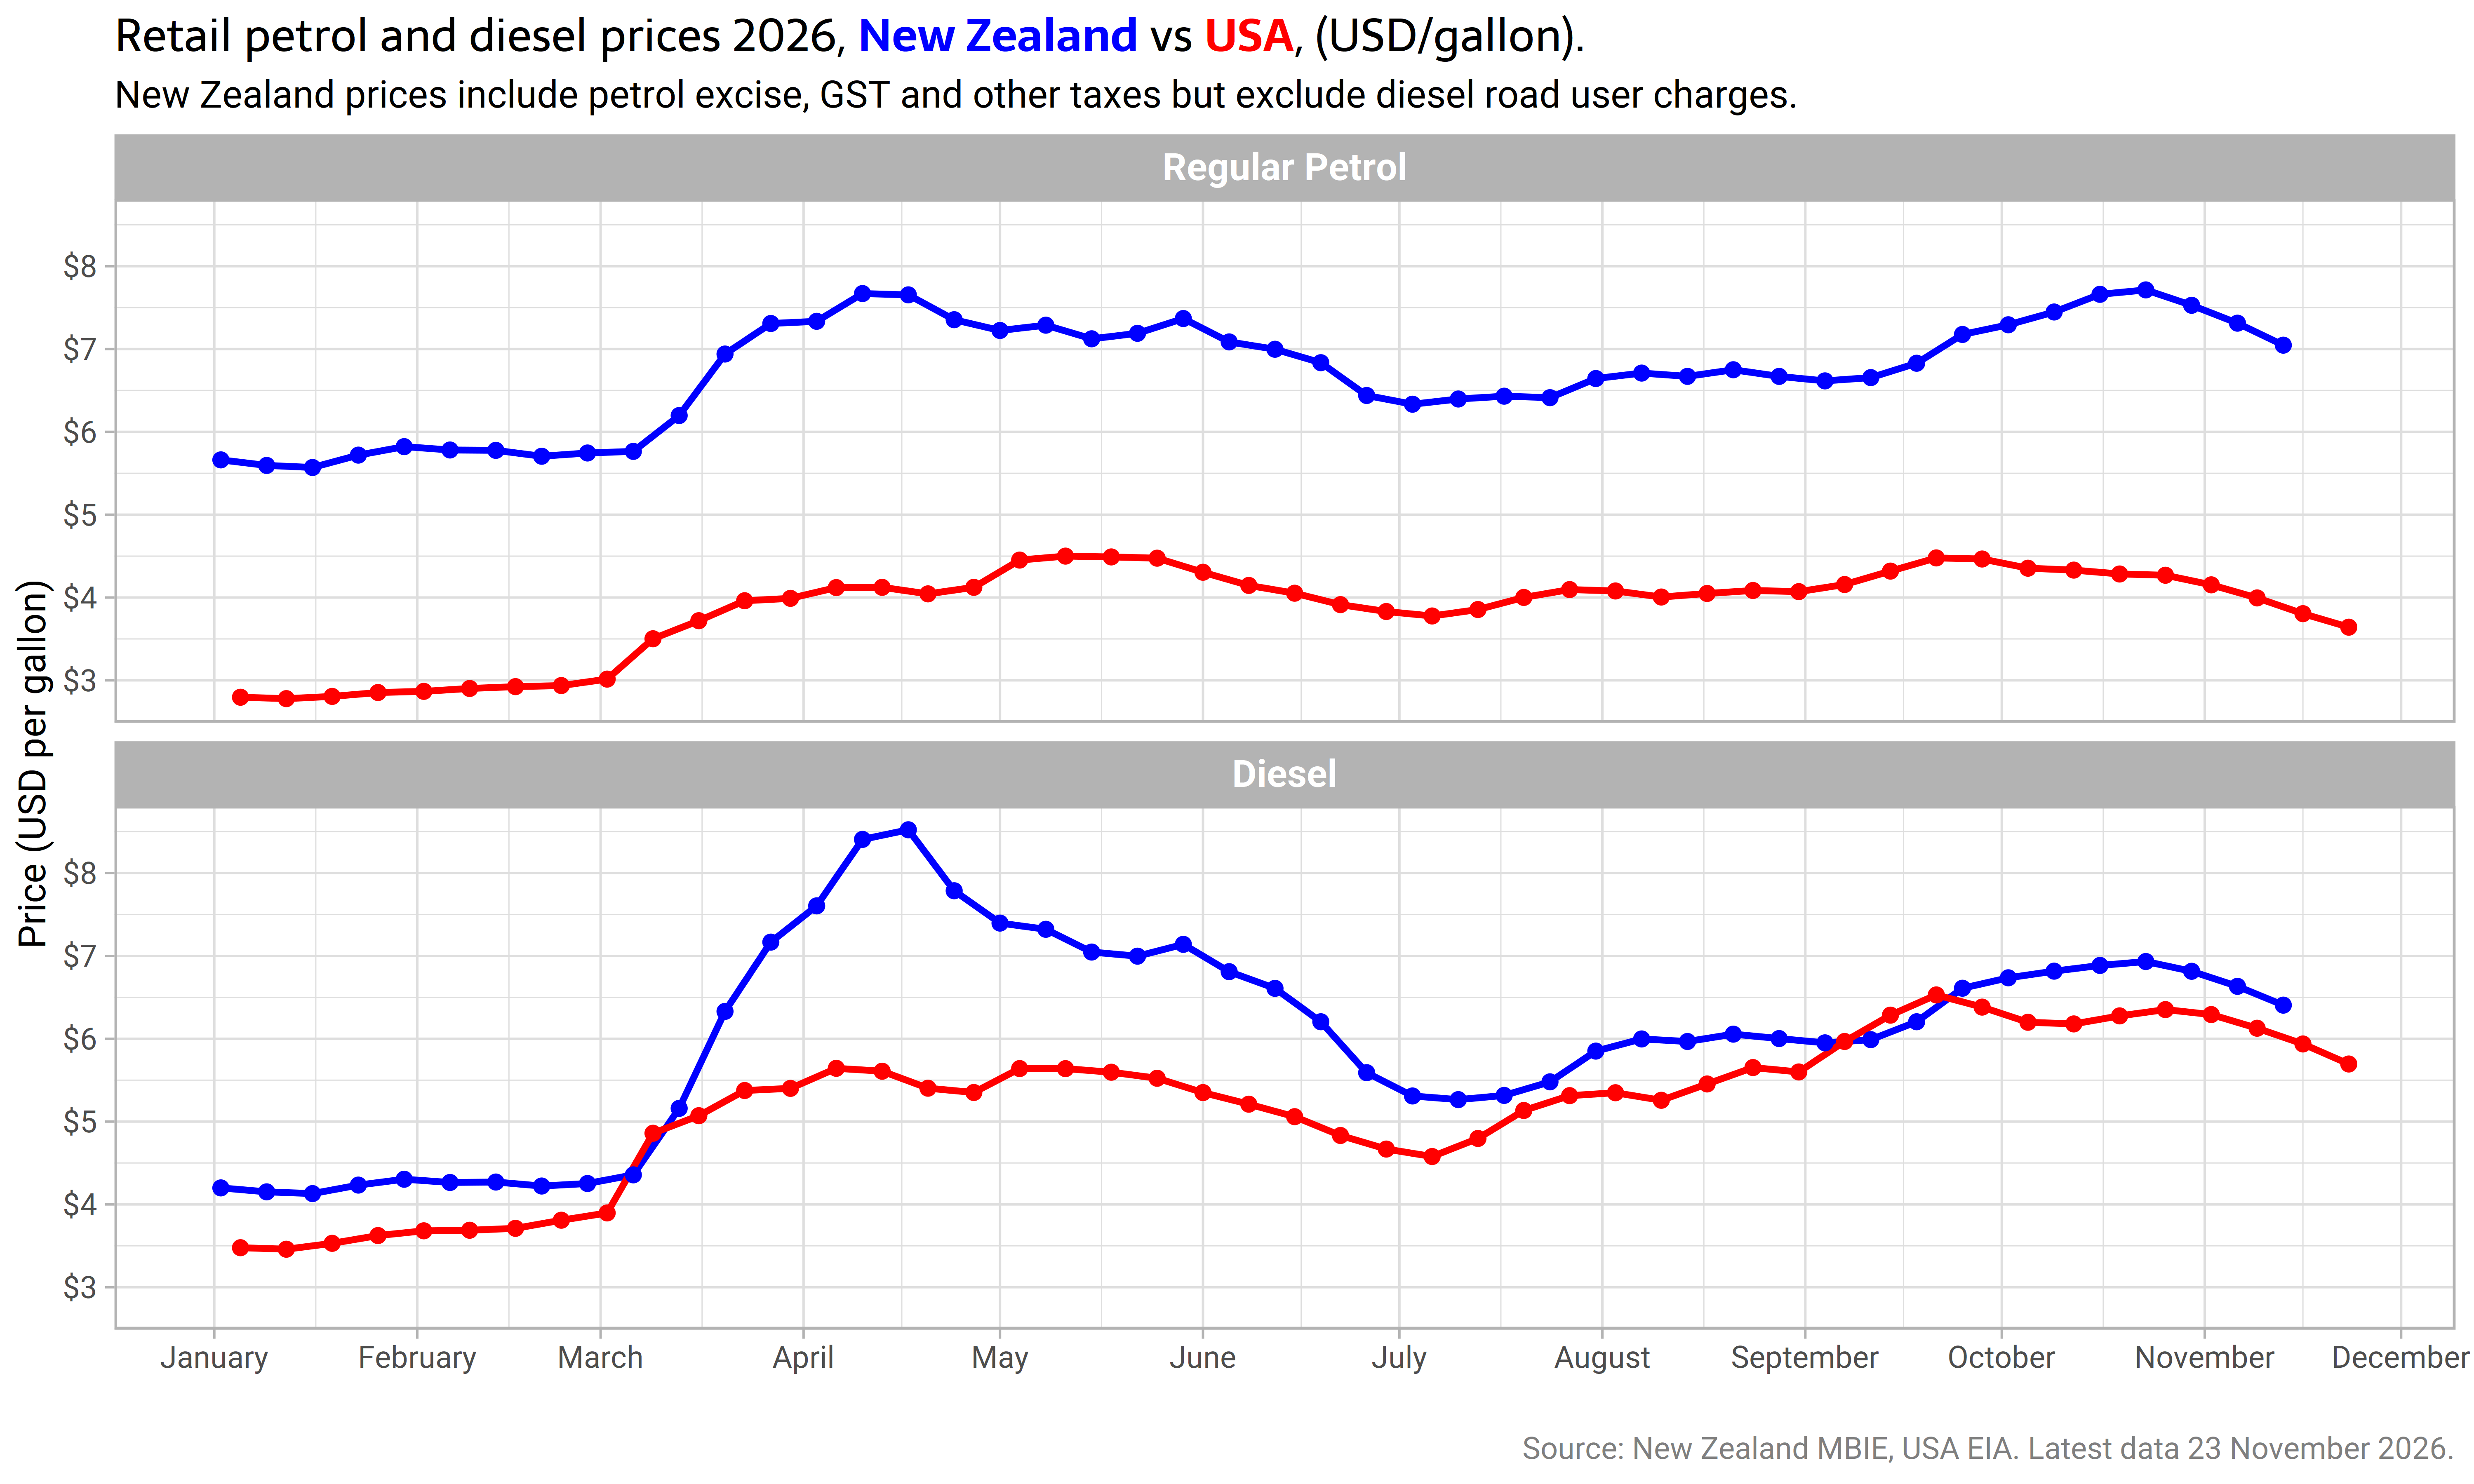 Retail petrol and diesel prices 2026, New Zealand vs USA, (USD/gallon).
New Zealand prices include petrol excise, GST and other taxes but exclude diesel road user charges.
Regular Petrol
$8
$7
$6
$5
$4
$3
Price (USD per gallon)
Diesel
$8
$7
$6
$5
$4
$3
January February March April May June July August September October November December
Source: New Zealand MBIE, USA EIA. Latest data 23 November 2026.